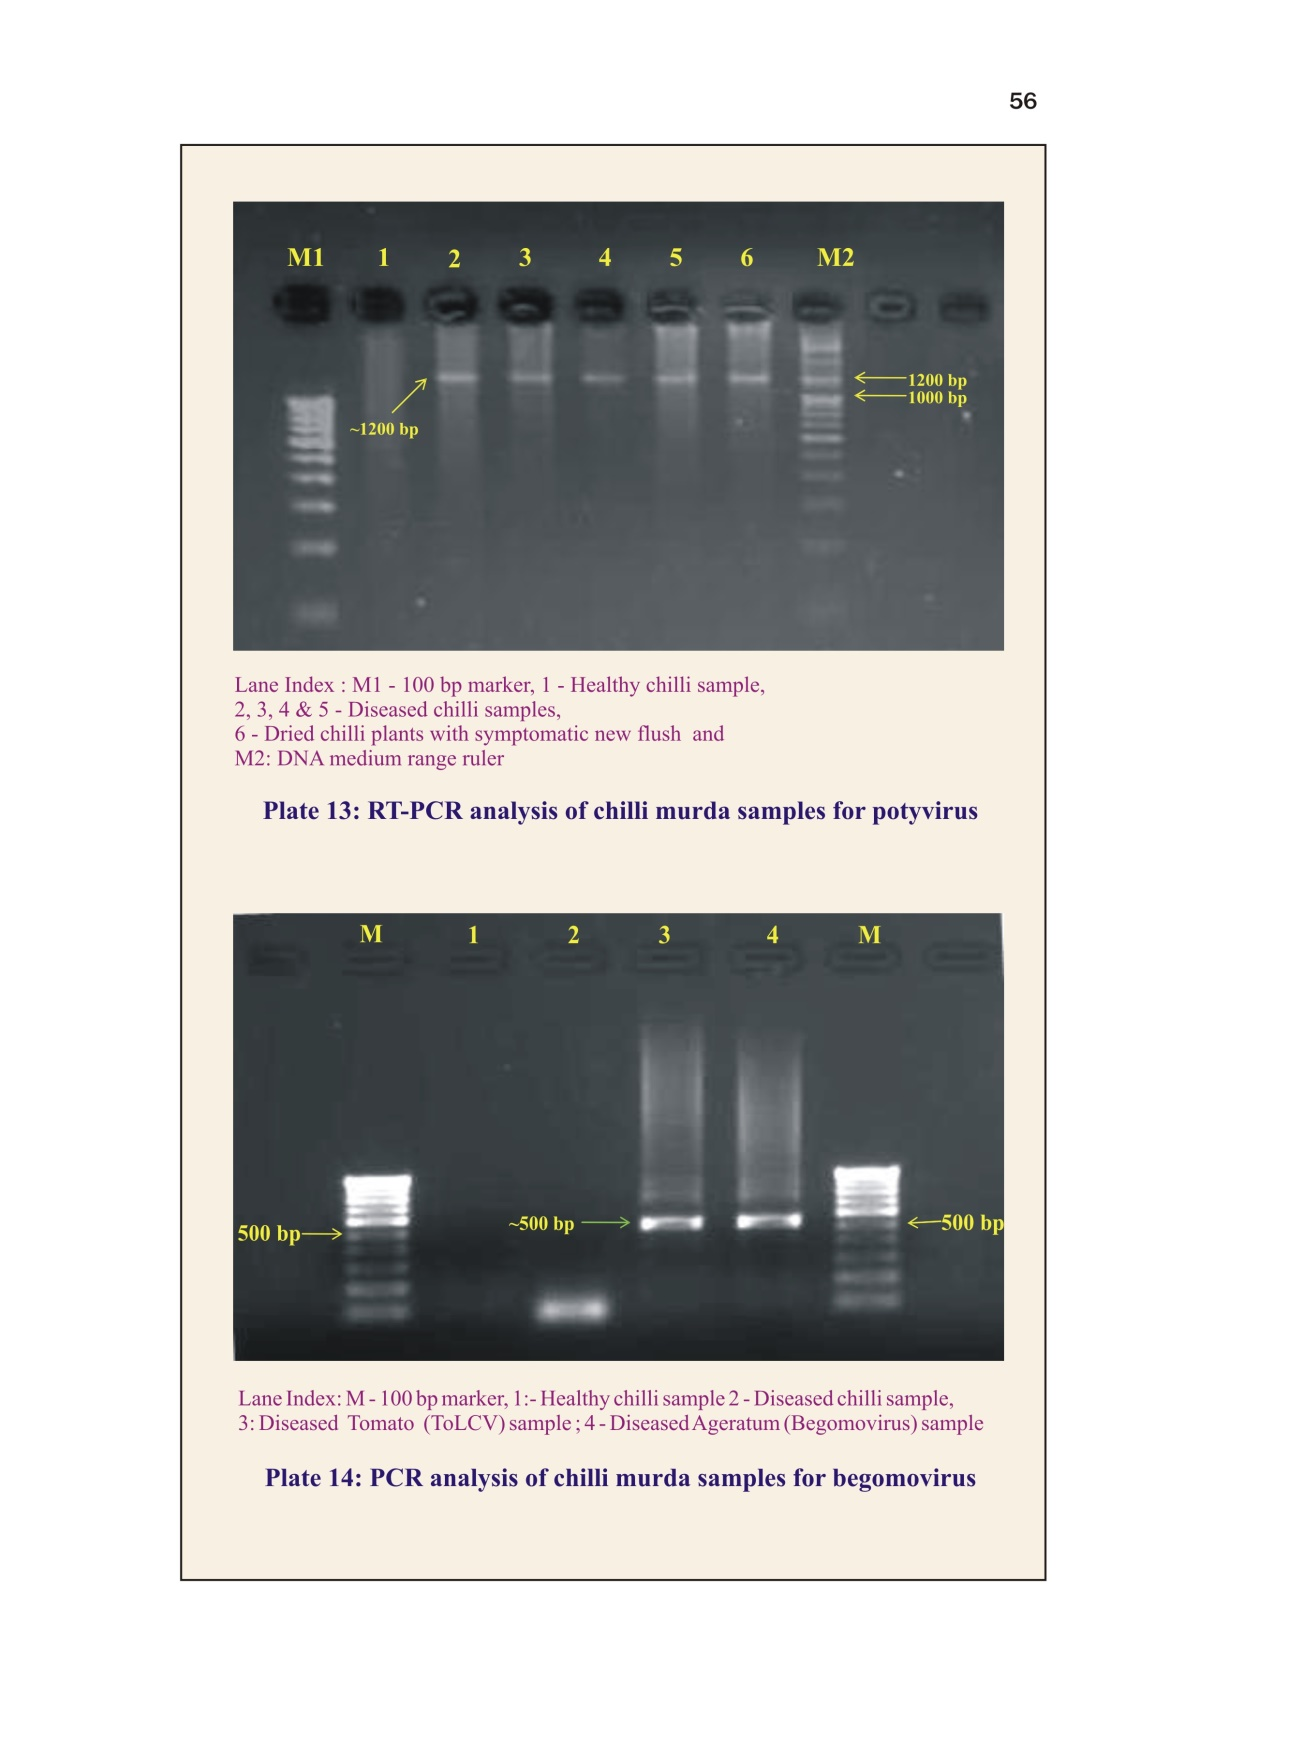 56
M1 1 2 3 4 5 6 M2
1200 bp
1000 bp
~1200 bp
Lane Index : M1 - 100 bp marker, 1 - Healthy chilli sample,
2, 3, 4 & 5 - Diseased chilli samples,
6 - Dried chilli plants with symptomatic new flush and
M2: DNA medium range ruler
Plate 13: RT-PCR analysis of chilli murda samples for potyvirus
M 1 2 3 4 M
500 bp ~500 bp 500 bp
Lane Index: M - 100 bp marker, 1:- Healthy chilli sample 2 - Diseased chilli sample,
3: Diseased Tomato (ToLCV) sample ; 4 - Diseased Ageratum (Begomovirus) sample
Plate 14: PCR analysis of chilli murda samples for begomovirus